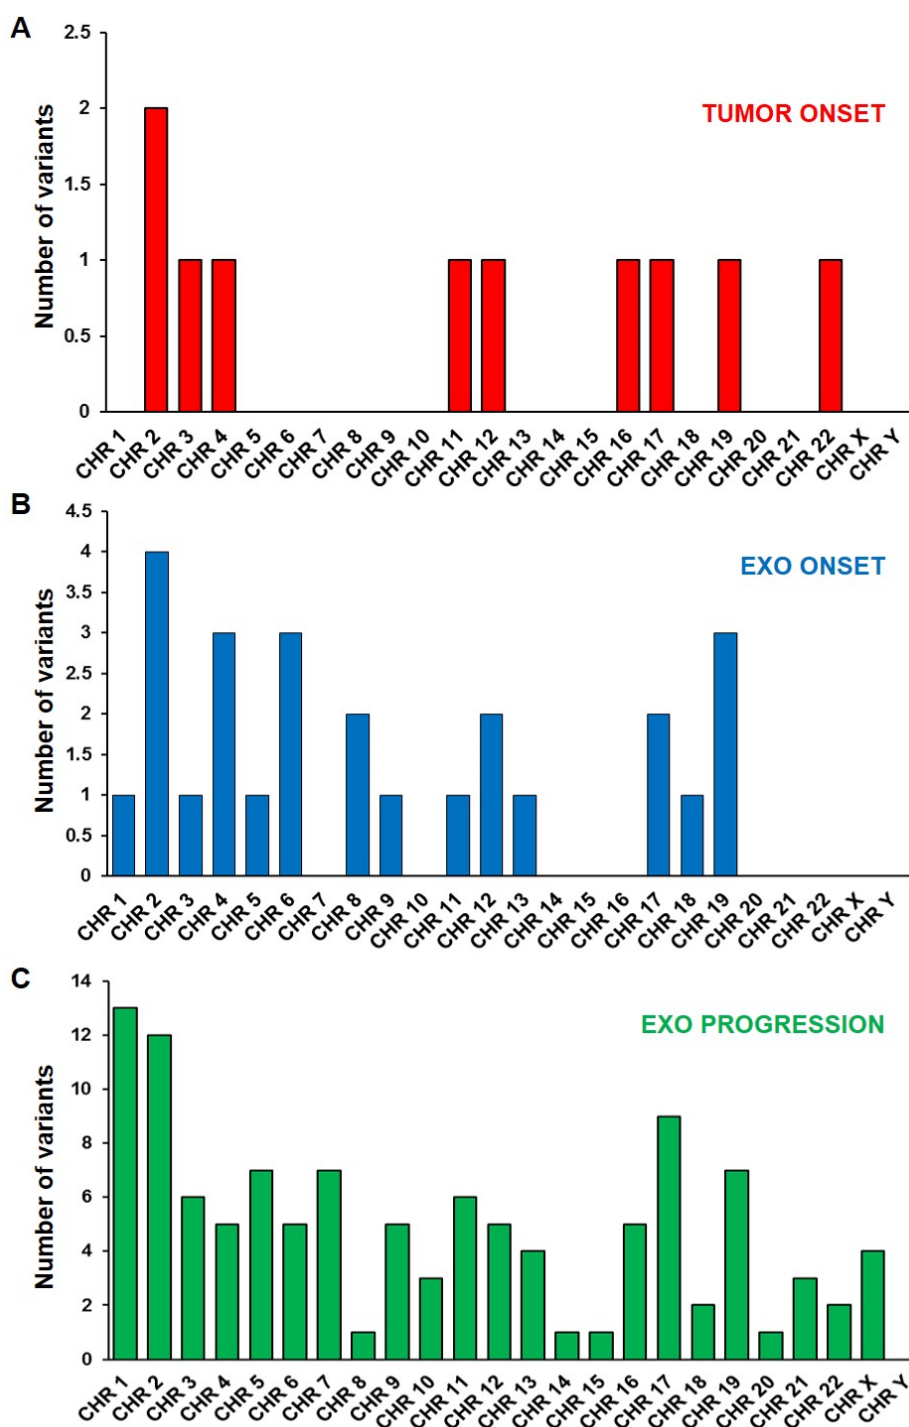 A
2.5
TUMOR ONSET
2
1.5
1
0.5
0
Number of variants
CHR 1 CHR 2 CHR 3 CHR 4 CHR 5 CHR 6 CHR 7 CHR 8 CHR 9 CHR 10 CHR 11 CHR 12 CHR 13 CHR 14 CHR 15 CHR 16 CHR 17 CHR 18 CHR 19 CHR 20 CHR 21 CHR 22 CHR X CHR Y
B
4.5
EXO ONSET
4
3.5
3
2.5
2
1.5
1
0.5
0
Number of variants
CHR 1 CHR 2 CHR 3 CHR 4 CHR 5 CHR 6 CHR 7 CHR 8 CHR 9 CHR 10 CHR 11 CHR 12 CHR 13 CHR 14 CHR 15 CHR 16 CHR 17 CHR 18 CHR 19 CHR 20 CHR 21 CHR 22 CHR X CHR Y
C
14
EXO PROGRESSION
12
10
8
6
4
2
0
Number of variants
CHR 1 CHR 2 CHR 3 CHR 4 CHR 5 CHR 6 CHR 7 CHR 8 CHR 9 CHR 10 CHR 11 CHR 12 CHR 13 CHR 14 CHR 15 CHR 16 CHR 17 CHR 18 CHR 19 CHR 20 CHR 21 CHR 22 CHR X CHR Y